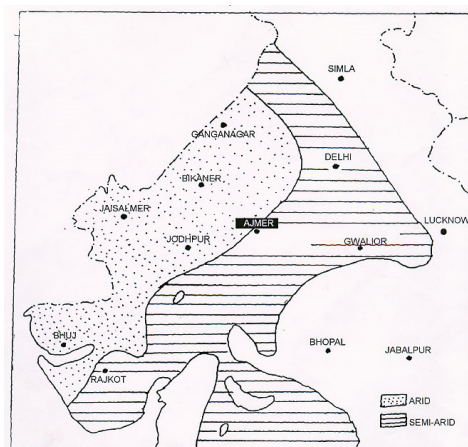 SIMLA
GANGANAGAR
DELHI
BIKANER
JAISALMER
AJMER
LUCKNOW
JODHPUR
GWALIOR
BHUJ
BHOPAL
JABALPUR
RAJKOT
ARID
SEMI-ARID